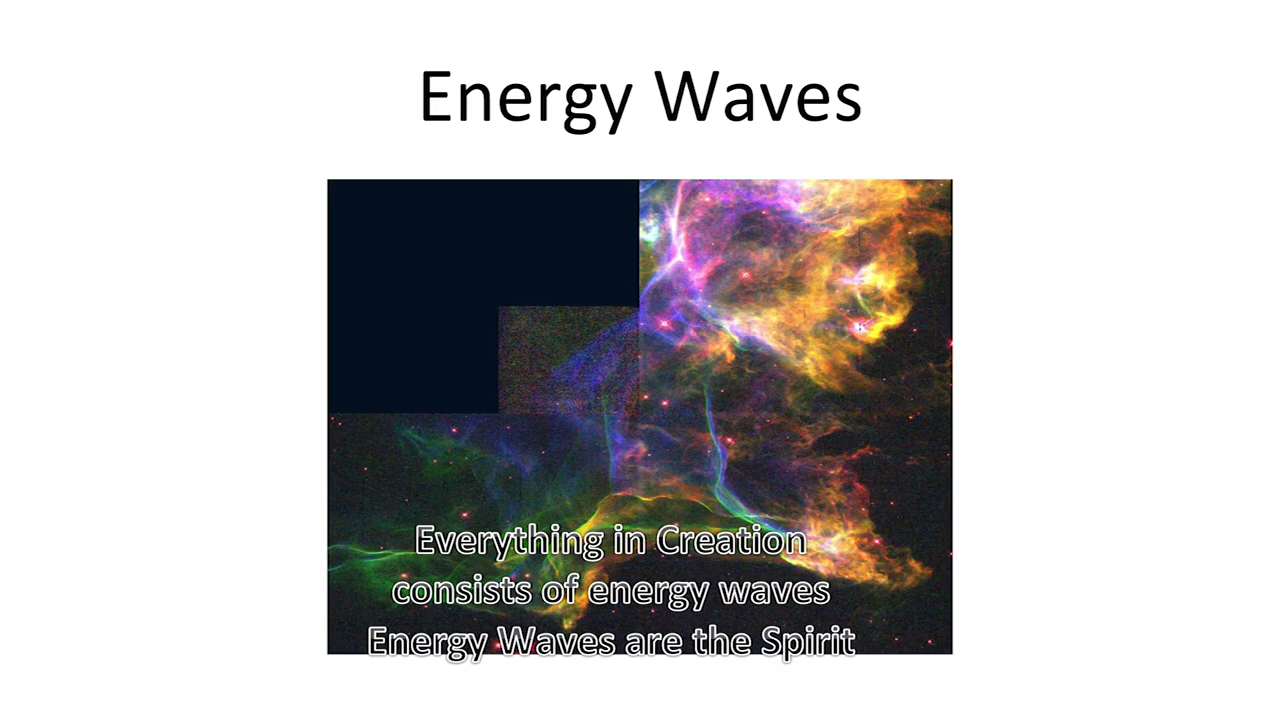 Energy Waves
Everything in Creation
consists of energy waves
Energy Waves are the Spirit